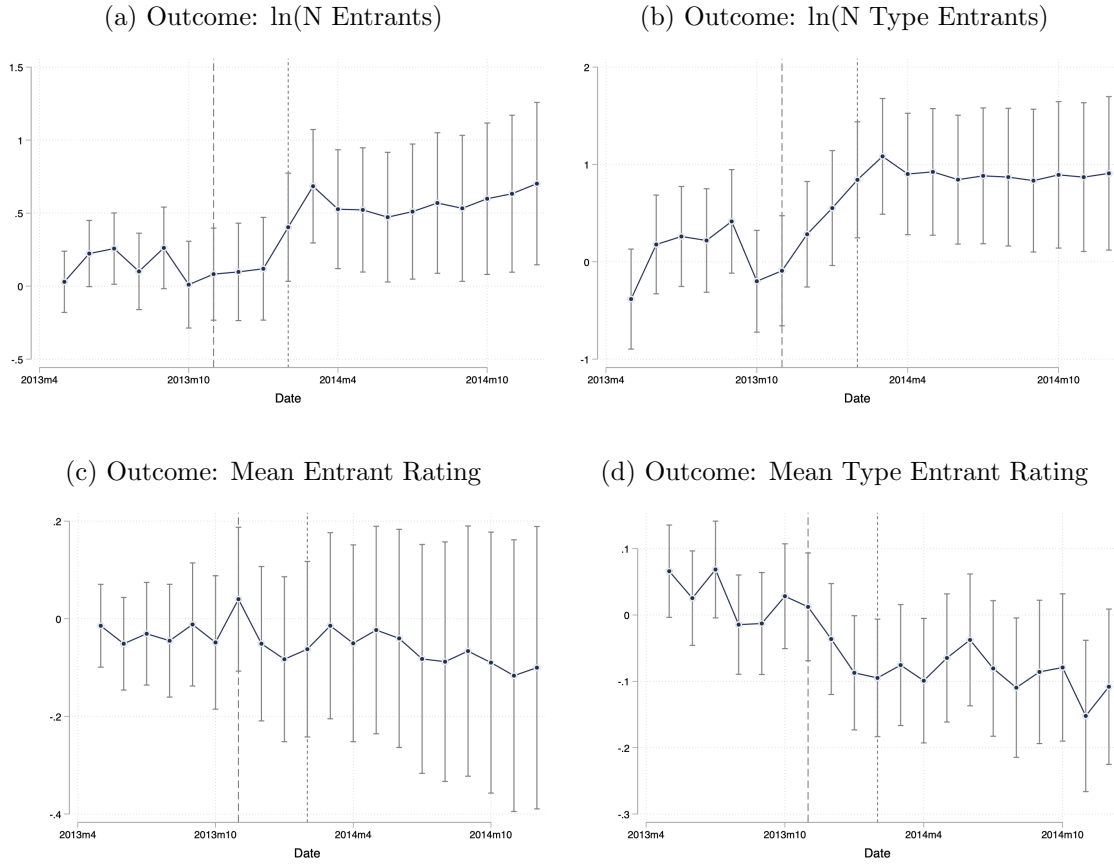 (a) Outcome: ln(N Entrants)
1.5
1
.5
0
-.5
2013m4 2013m10 2014m4 2014m10
Date
(b) Outcome: ln(N Type Entrants)
2
1
0
-1
2013m4 2013m10 2014m4 2014m10
Date
(c) Outcome: Mean Entrant Rating
.2
0
-.2
-.4
2013m4 2013m10 2014m4 2014m10
Date
(d) Outcome: Mean Type Entrant Rating
.1
0
-.1
-.2
-.3
2013m4 2013m10 2014m4 2014m10
Date